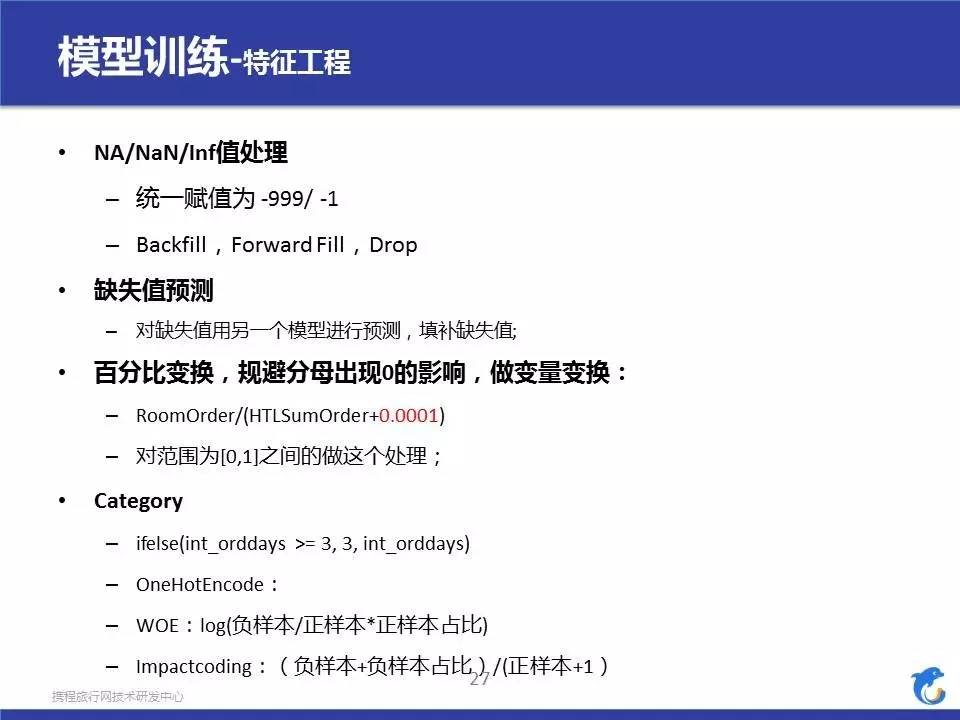 模型训练-特征工程
• NA/NaN/Inf值处理
– 统一赋值为 -999/ -1
– Backfill，Forward Fill，Drop
• 缺失值预测
– 对缺失值用另一个模型进行预测，填补缺失值;
• 百分比变换，规避分母出现0的影响，做变量变换：
– RoomOrder/(HTLSumOrder+0.0001)
– 对范围为[0,1]之间的做这个处理；
• Category
– ifelse(int_orddays >= 3, 3, int_orddays)
– OneHotEncode：
– WOE：log(负样本/正样本*正样本占比)
– Impactcoding：（负样本+负样本占比）/(正样本+1）
27
携程旅行网技术研发中心